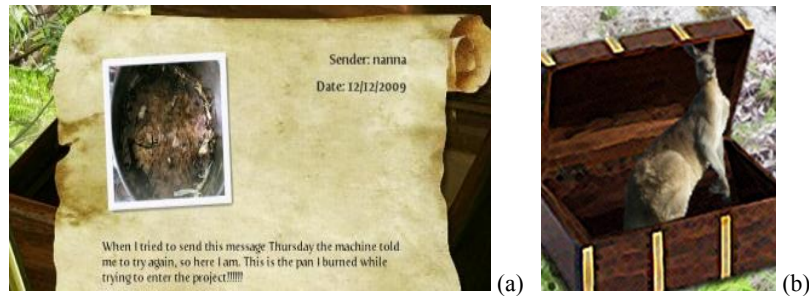 Sender: nanna
Date: 12/12/2009
When I tried to send this message Thursday the machine told
me to try again, so here I am. This is the pan I burned while
trying to enter the project!!!!!!
(a)
(b)